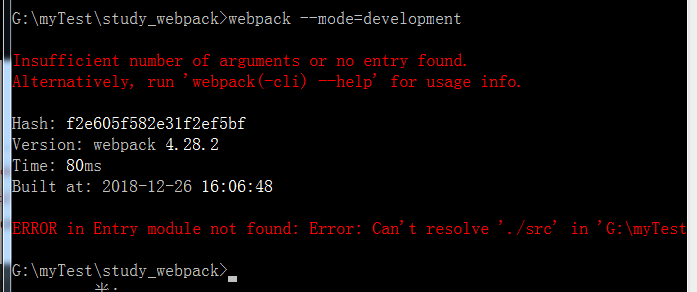 G:\myTest\study_webpack>webpack --mode=development
Insufficient number of arguments or no entry found.
Alternatively, run 'webpack(-cli) --help' for usage info.
Hash: f2e605f582e31f2ef5bf
Version: webpack 4.28.2
Time: 80ms
Built at: 2018-12-26 16:06:48
ERROR in Entry module not found: Error: Can't resolve './src' in 'G:\myTest
G:\myTest\study_webpack>